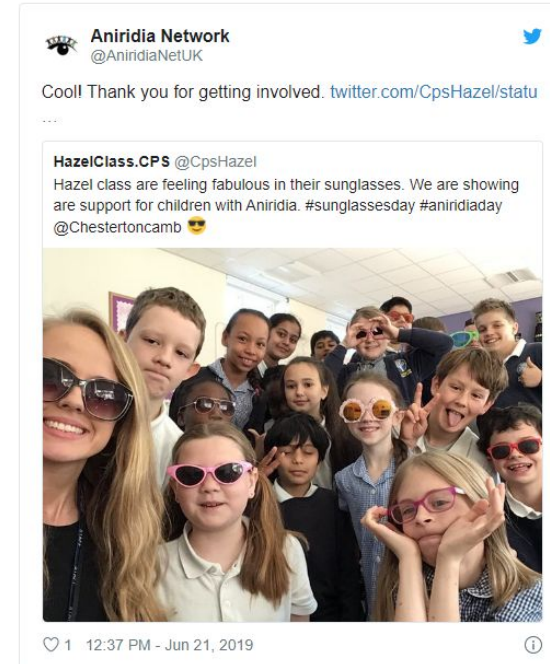 Aniridia Network
@AniridiaNetUK
Cool! Thank you for getting involved. twitter.com/CpsHazel/statu
…
HazelClass.CPS @CpsHazel
Hazel class are feeling fabulous in their sunglasses. We are showing
are support for children with Aniridia. #sunglassesday #aniridiaday
@Chestertoncamb 😎
1 12:37 PM - Jun 21, 2019